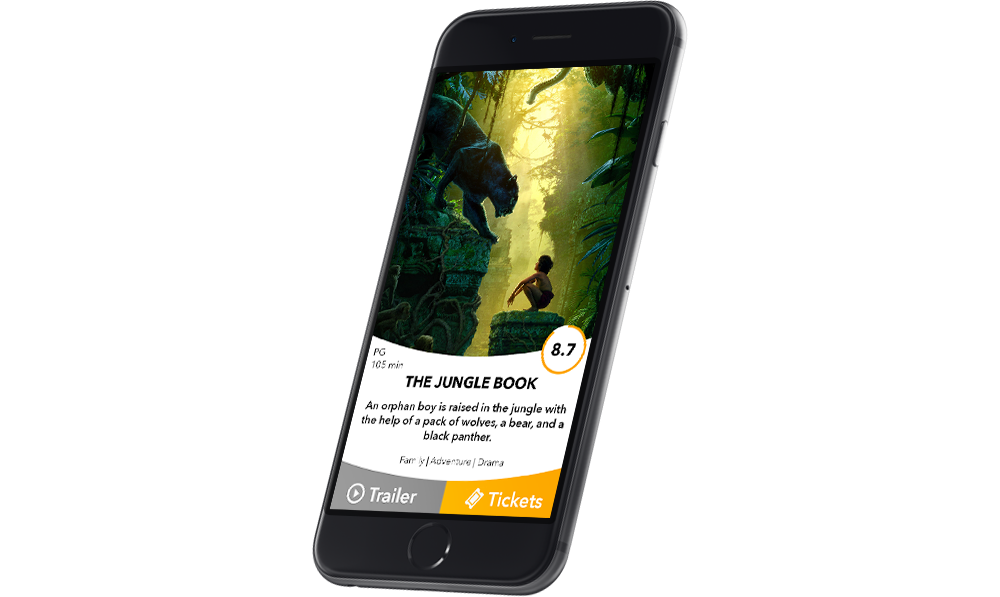 PG
8.7
105 min
THE JUNGLE BOOK
An orphan boy is raised in the jungle with
the help of a pack of wolves, a bear, and a
black panther.
Family | Adventure | Drama
Trailer
Tickets